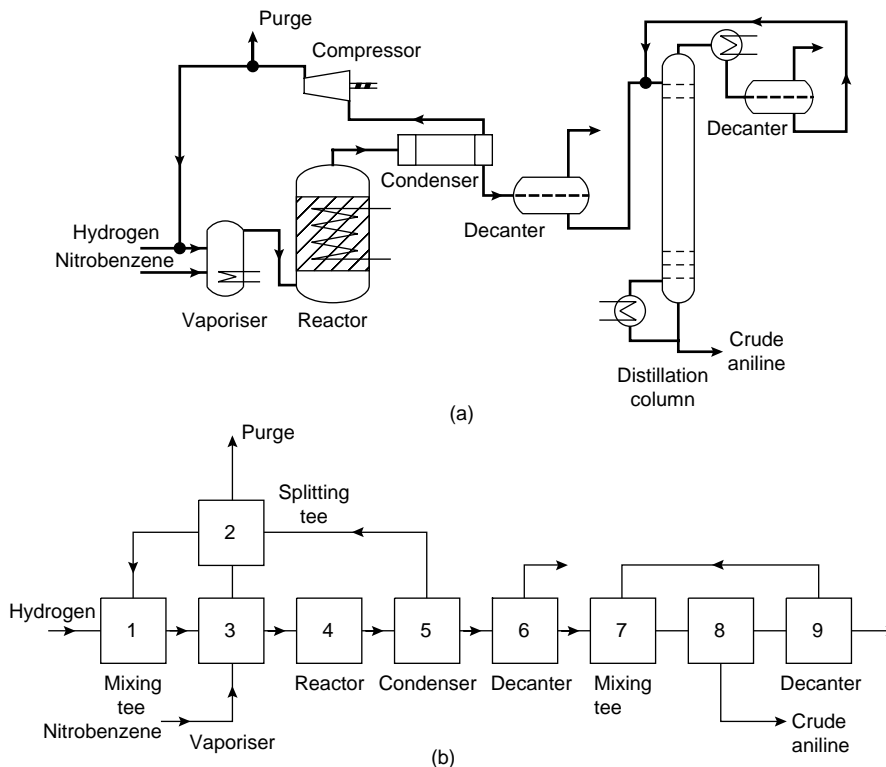 Purge
Compressor
Condenser
Decanter
Decanter
Hydrogen
Nitrobenzene
Vaporiser
Reactor
Distillation
column
Crude
aniline
(a)
Purge
Splitting
tee
2
Hydrogen
1
3
4
5
6
7
8
9
Mixing
tee
Reactor
Condenser
Decanter
Mixing
tee
Decanter
Nitrobenzene
Vaporiser
Crude
aniline
(b)